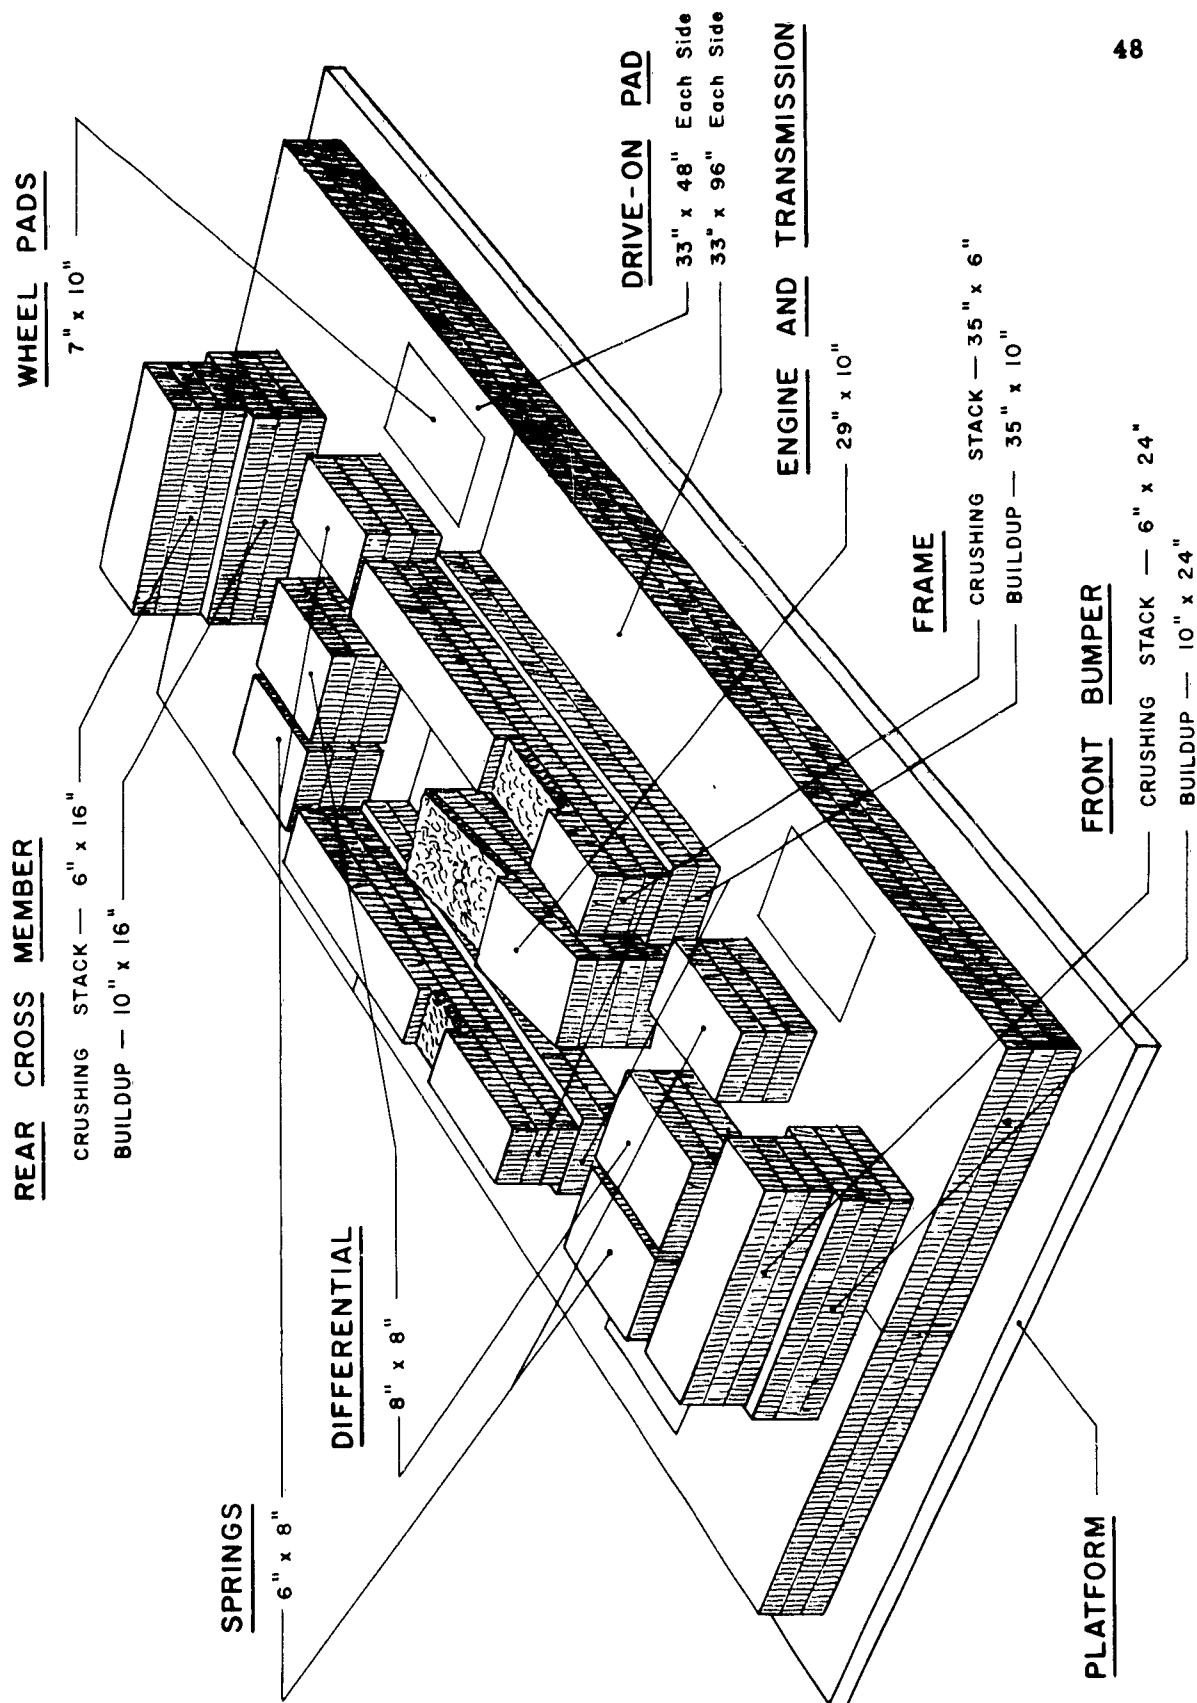 48
WHEEL PADS
7" x 10"
REAR CROSS MEMBER
CRUSHING STACK — 6" x 16"
BUILDUP — 10" x 16"
SPRINGS
6" x 8"
DIFFERENTIAL
8" x 8"
DRIVE-ON PAD
33" x 48" Each Side
33" x 96" Each Side
ENGINE AND TRANSMISSION
29" x 10"
FRAME
CRUSHING STACK — 35" x 6"
BUILDUP — 35" x 10"
FRONT BUMPER
CRUSHING STACK — 6" x 24"
BUILDUP — 10" x 24"
PLATFORM